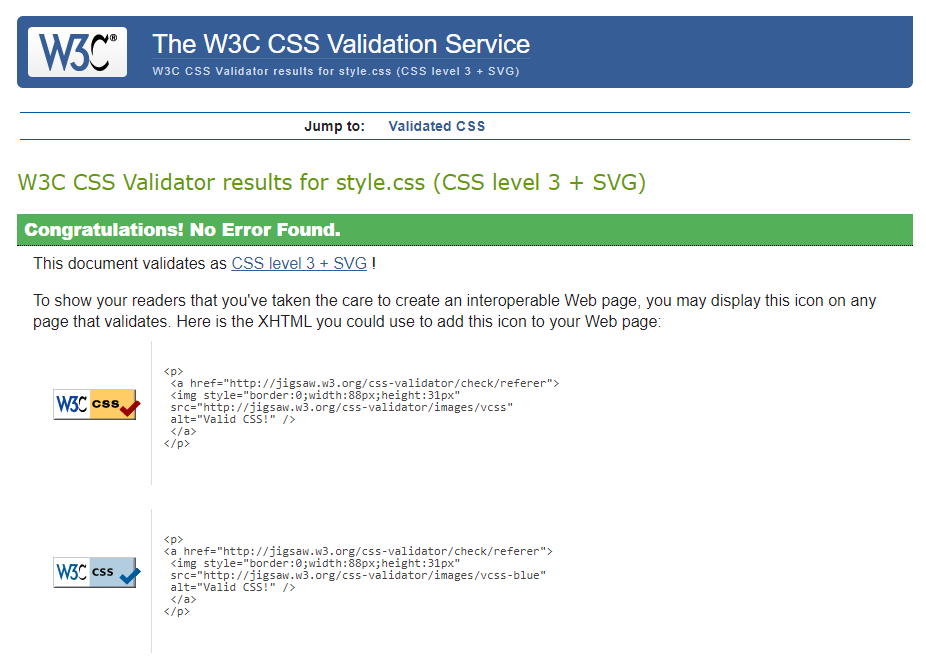 W3C®
The W3C CSS Validation Service
W3C CSS Validator results for style.css (CSS level 3 + SVG)
Jump to: Validated CSS
W3C CSS Validator results for style.css (CSS level 3 + SVG)
Congratulations! No Error Found.
This document validates as CSS level 3 + SVG !
To show your readers that you've taken the care to create an interoperable Web page, you may display this icon on any
page that validates. Here is the XHTML you could use to add this icon to your Web page:
W3C css
<p>
<a href="http://jigsaw.w3.org/css-validator/check/referer">
<img style="border:0;width:88px;height:31px"
src="http://jigsaw.w3.org/css-validator/images/vcss"
alt="Valid CSS!" />
</a>
</p>
W3C css
<p>
<a href="http://jigsaw.w3.org/css-validator/check/referer">
<img style="border:0;width:88px;height:31px"
src="http://jigsaw.w3.org/css-validator/images/vcss-blue"
alt="Valid CSS!" />
</a>
</p>